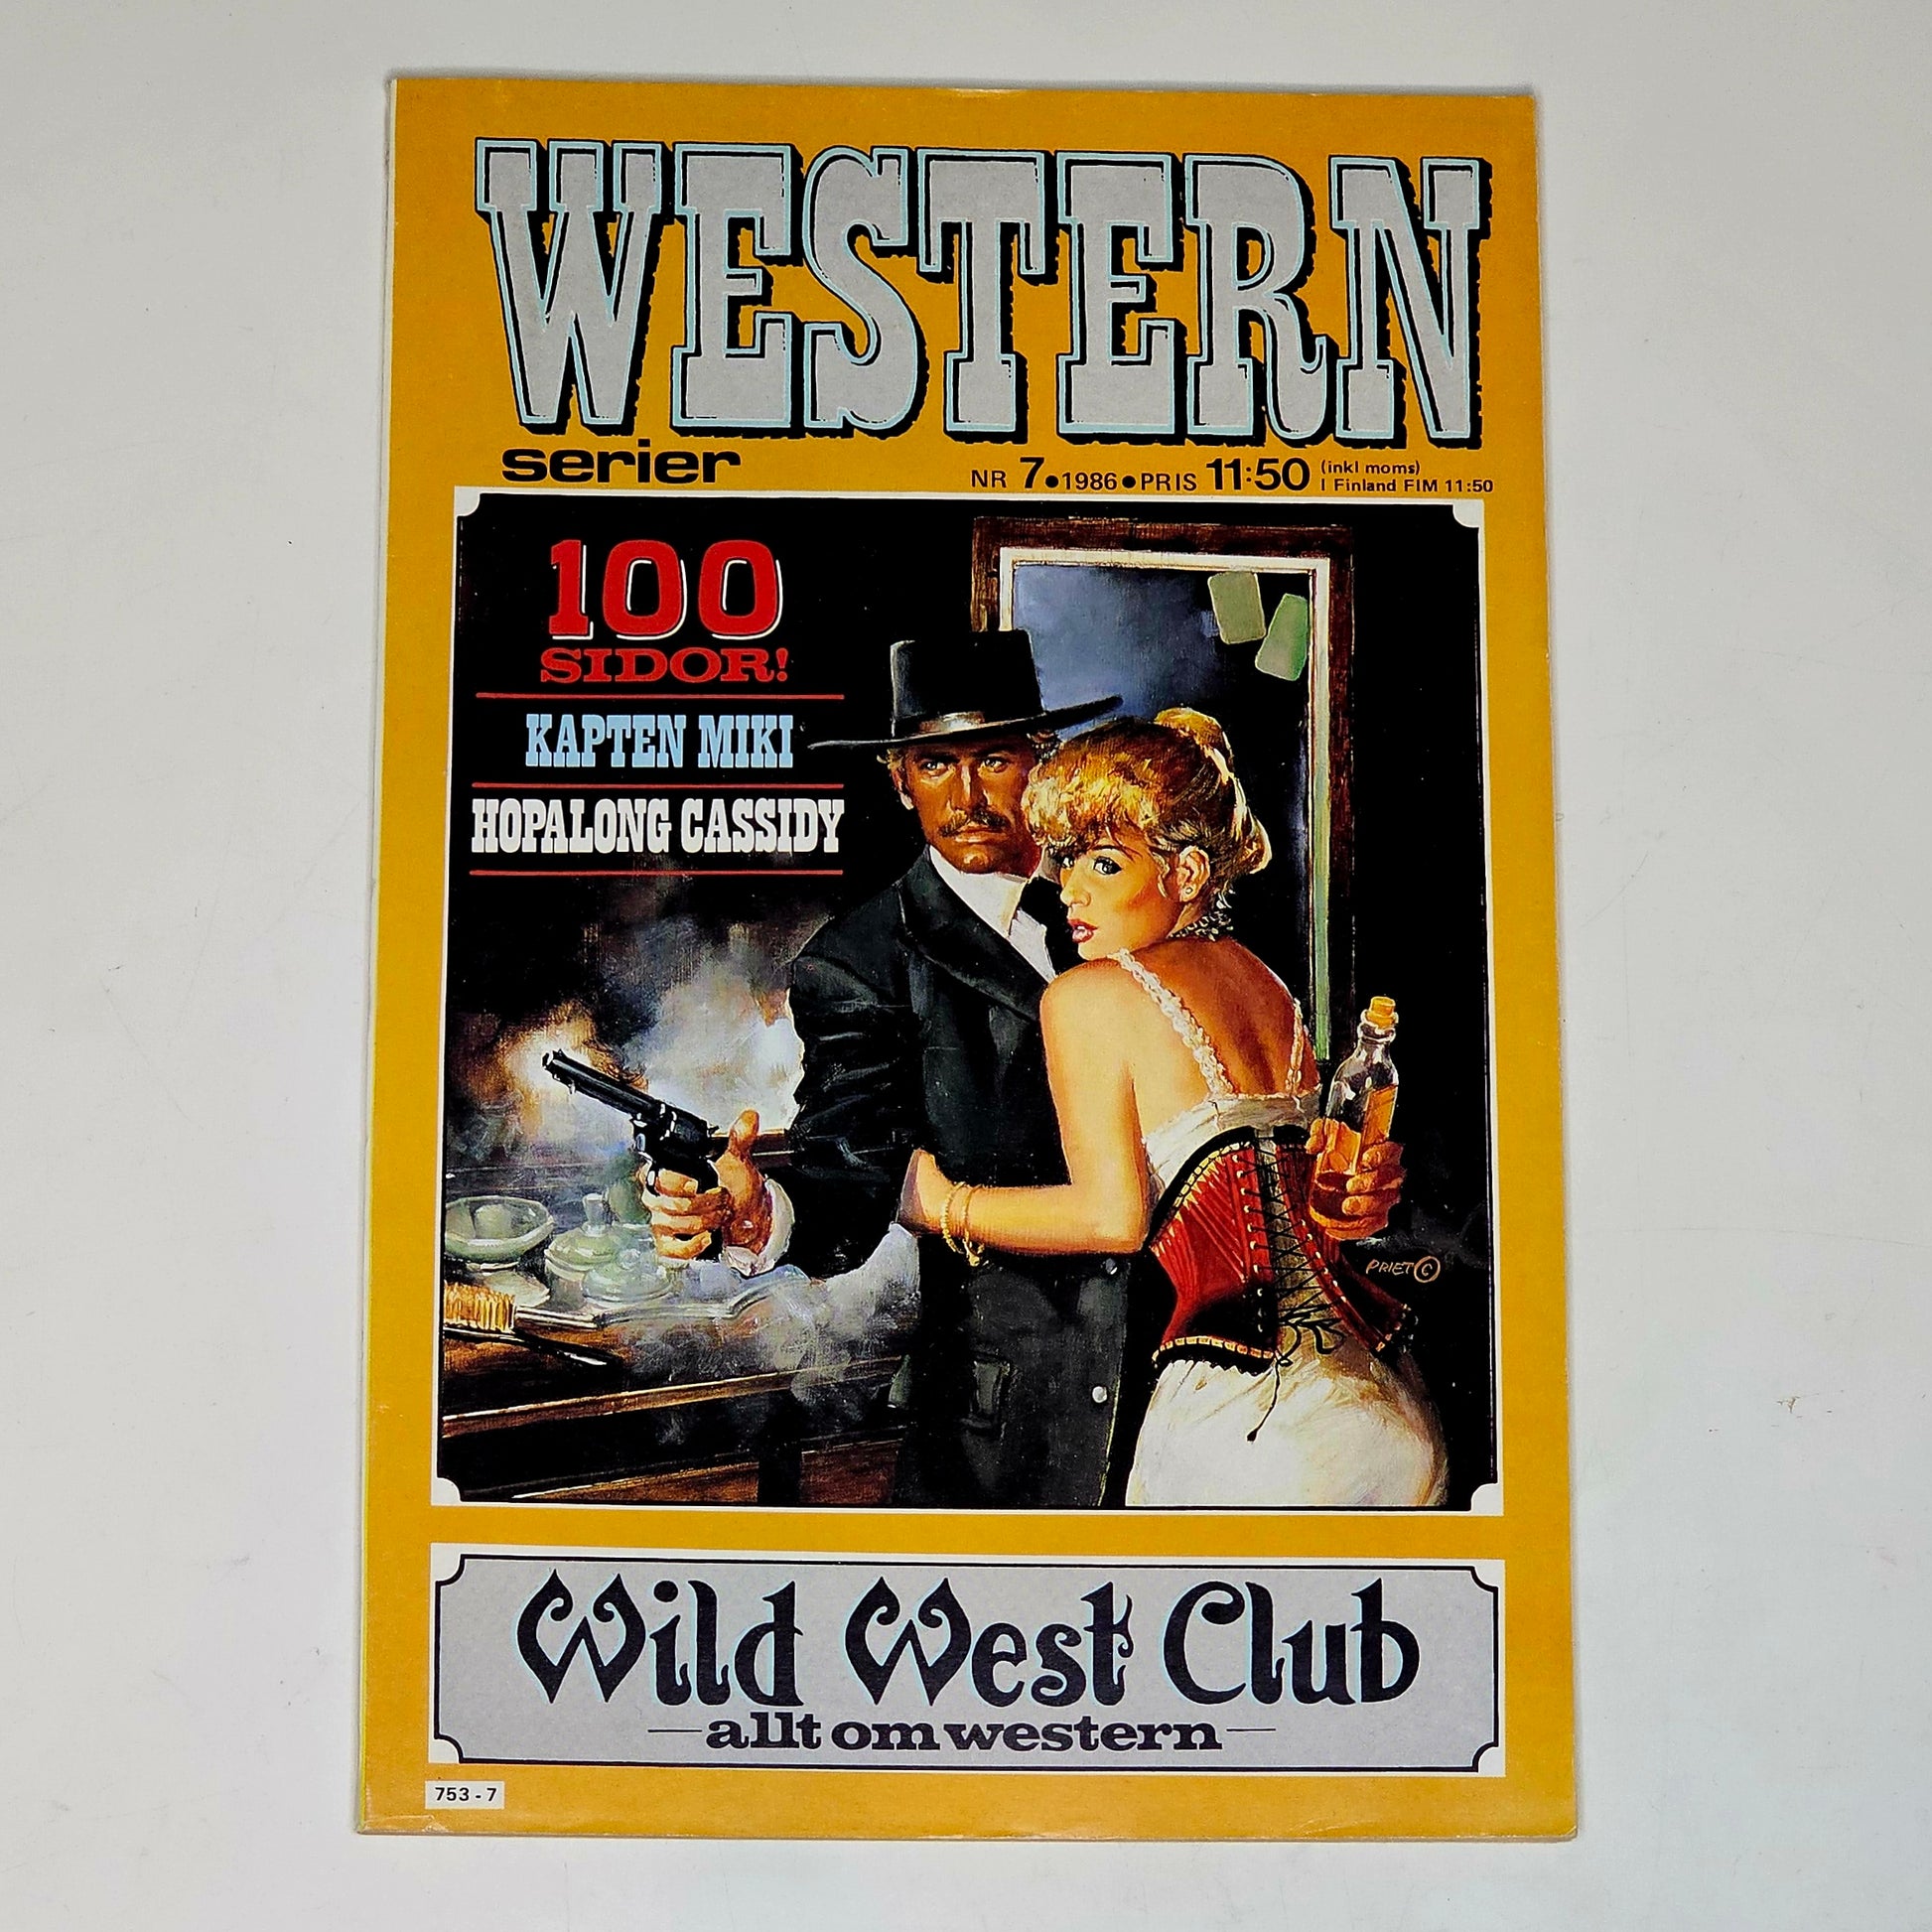 WESTERN
serier
NR 7•1986•PRIS 11:50 (inkl moms)
I Finland FIM 11:50
100
SIDOR!
KAPTEN MIKI
HOPALONG CASSIDY
PRIET ©
Wild West Club
—allt om western—
753-7